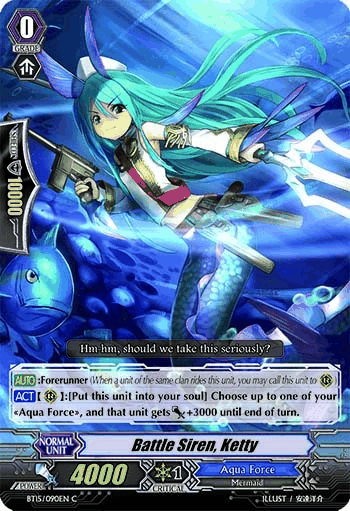 0
GRADE
SHIELD
10000
Hm-hm, should we take this seriously?
AUTO :Forerunner (When a unit of the same clan rides this unit, you may call this unit to RC)
ACT [RC]:[Put this unit into your soul] Choose up to one of your
«Aqua Force», and that unit gets +3000 until end of turn.
NORMAL
UNIT
Battle Siren, Ketty
POWER
4000
1
CRITICAL
Aqua Force
Mermaid
BT15/090EN C
ILLUST / 安達洋介